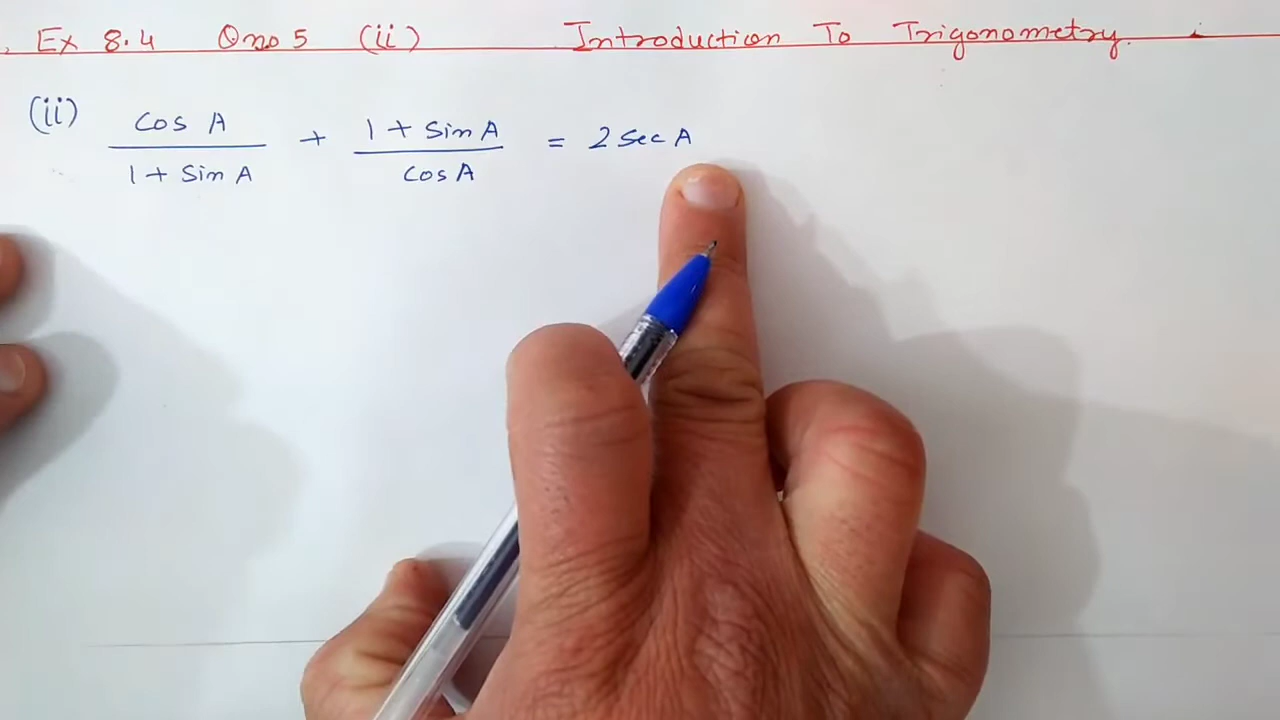 Ex 8.4 Qno 5 (ii) Introduction To Trigonometry.
(ii) cos A / 1 + sin A + 1 + sin A / cos A = 2 sec A